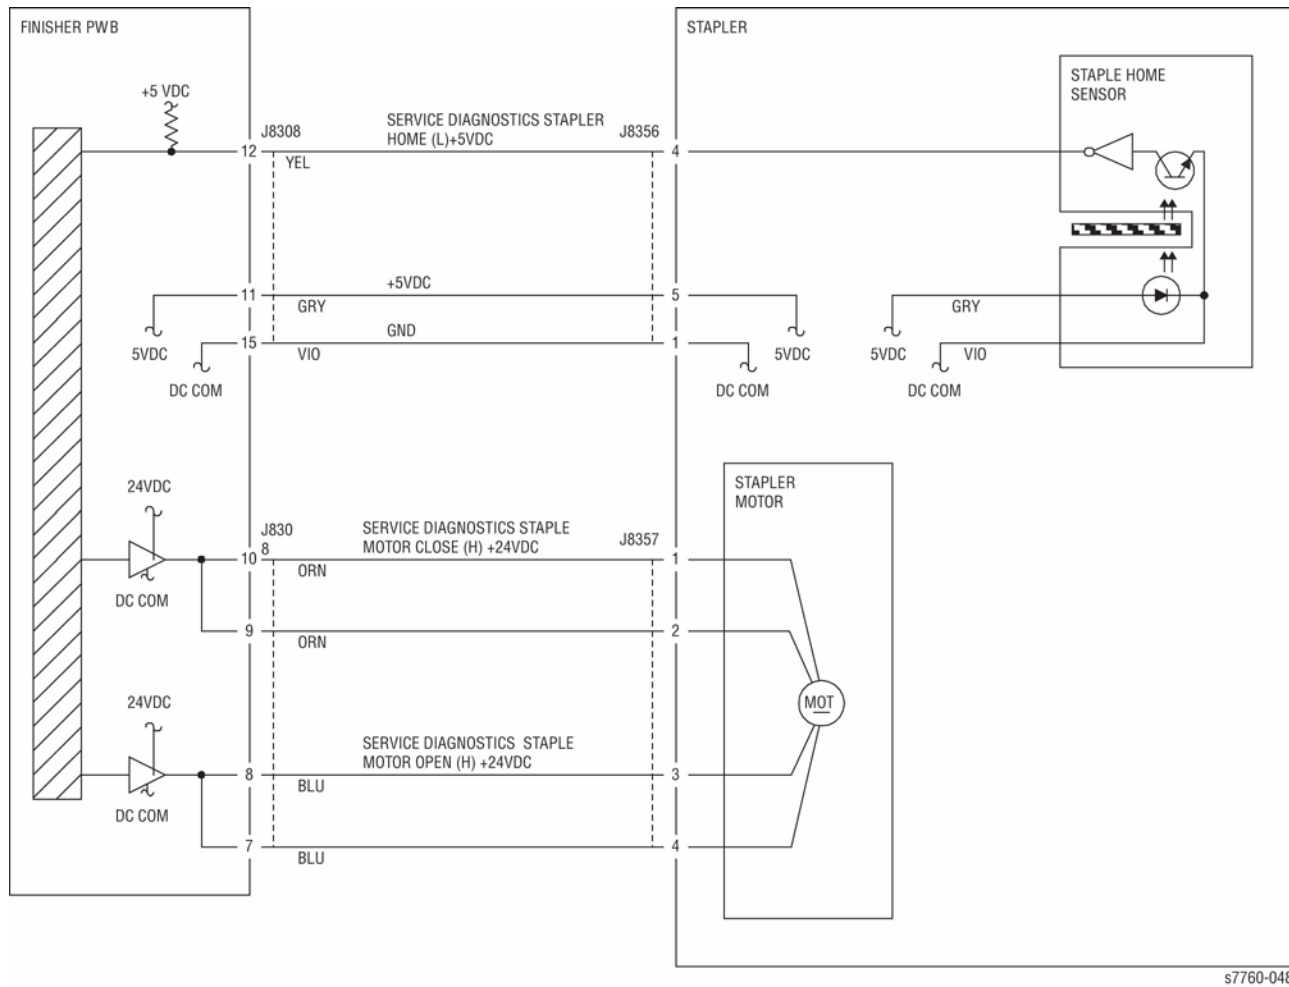 FINISHER PWB
STAPLER
STAPLE HOME
SENSOR
+5 VDC
J8308
SERVICE DIAGNOSTICS STAPLER
HOME (L)+5VDC
J8356
12
YEL
4
11
+5VDC
GRY
5
GRY
GND
5VDC
15
VIO
1
5VDC
5VDC
VIO
DC COM
DC COM
DC COM
24VDC
STAPLER
MOTOR
J830
8
SERVICE DIAGNOSTICS STAPLE
MOTOR CLOSE (H) +24VDC
J8357
10
ORN
1
DC COM
9
ORN
2
24VDC
MOT
SERVICE DIAGNOSTICS STAPLE
MOTOR OPEN (H) +24VDC
8
BLU
3
DC COM
7
BLU
4
s7760-048